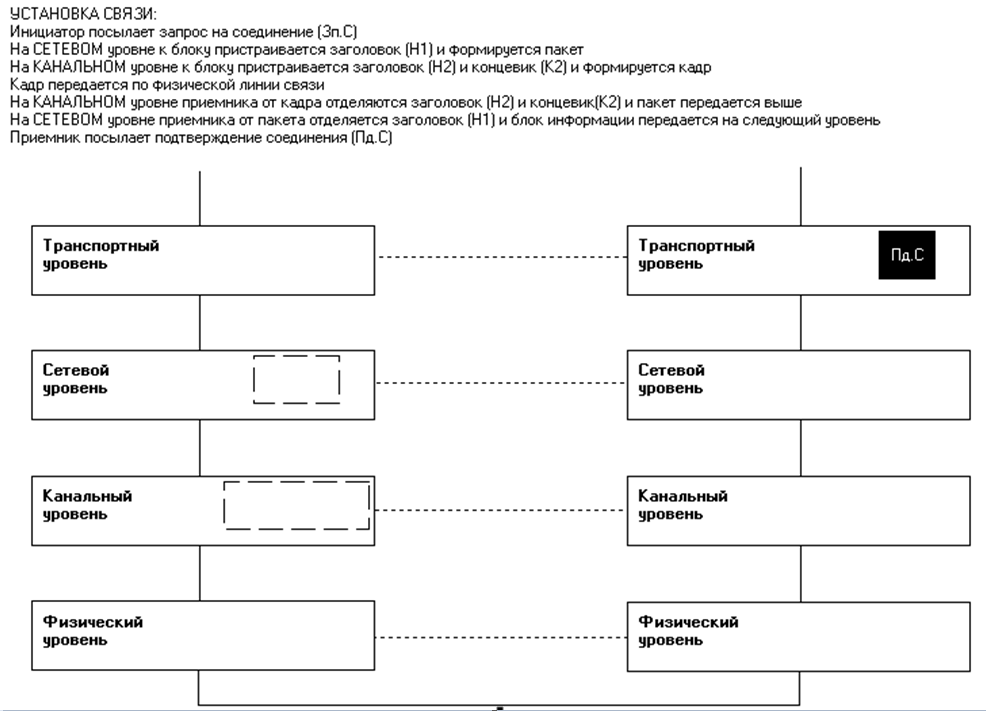 УСТАНОВКА СВЯЗИ:
Инициатор посылает запрос на соединение (Зп.С)
На СЕТЕВОМ уровне к блоку пристраивается заголовок (Н1) и формируется пакет
На КАНАЛЬНОМ уровне к блоку пристраивается заголовок (Н2) и концевик (К2) и формируется кадр
Кадр передается по физической линии связи
На КАНАЛЬНОМ уровне приемника от кадра отделяются заголовок (Н2) и концевик(К2) и пакет передается выше
На СЕТЕВОМ уровне приемника от пакета отделяется заголовок (Н1) и блок информации передается на следующий уровень
Приемник посылает подтверждение соединения (Пд.С)
Транспортный
уровень
Транспортный
уровень
Пд.С
Сетевой
уровень
Сетевой
уровень
Канальный
уровень
Канальный
уровень
Физический
уровень
Физический
уровень